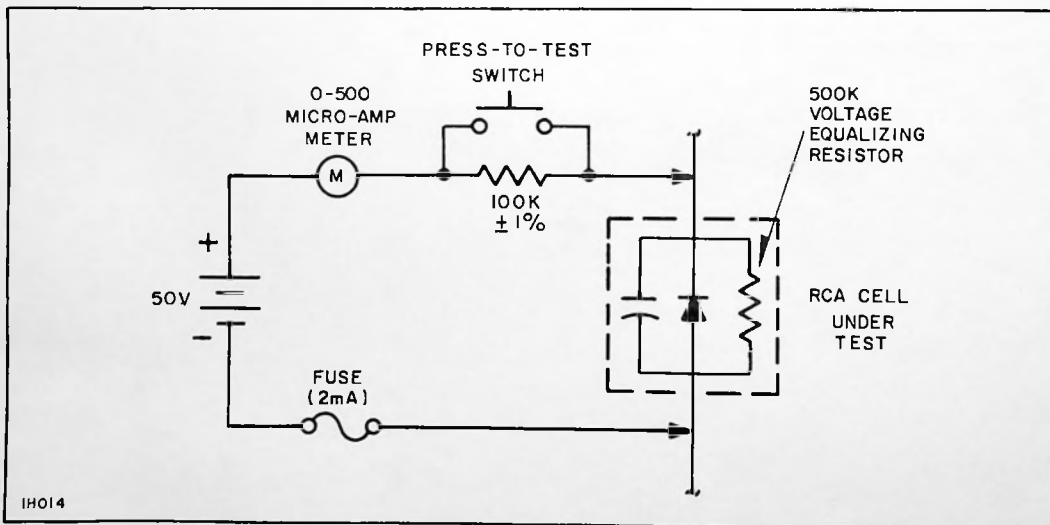 PRESS-TO-TEST
SWITCH
0-500
MICRO-AMP
METER
M
100K
± 1%
500K
VOLTAGE
EQUALIZING
RESISTOR
+
50V
-
RCA CELL
UNDER
TEST
FUSE
(2mA)
1H014